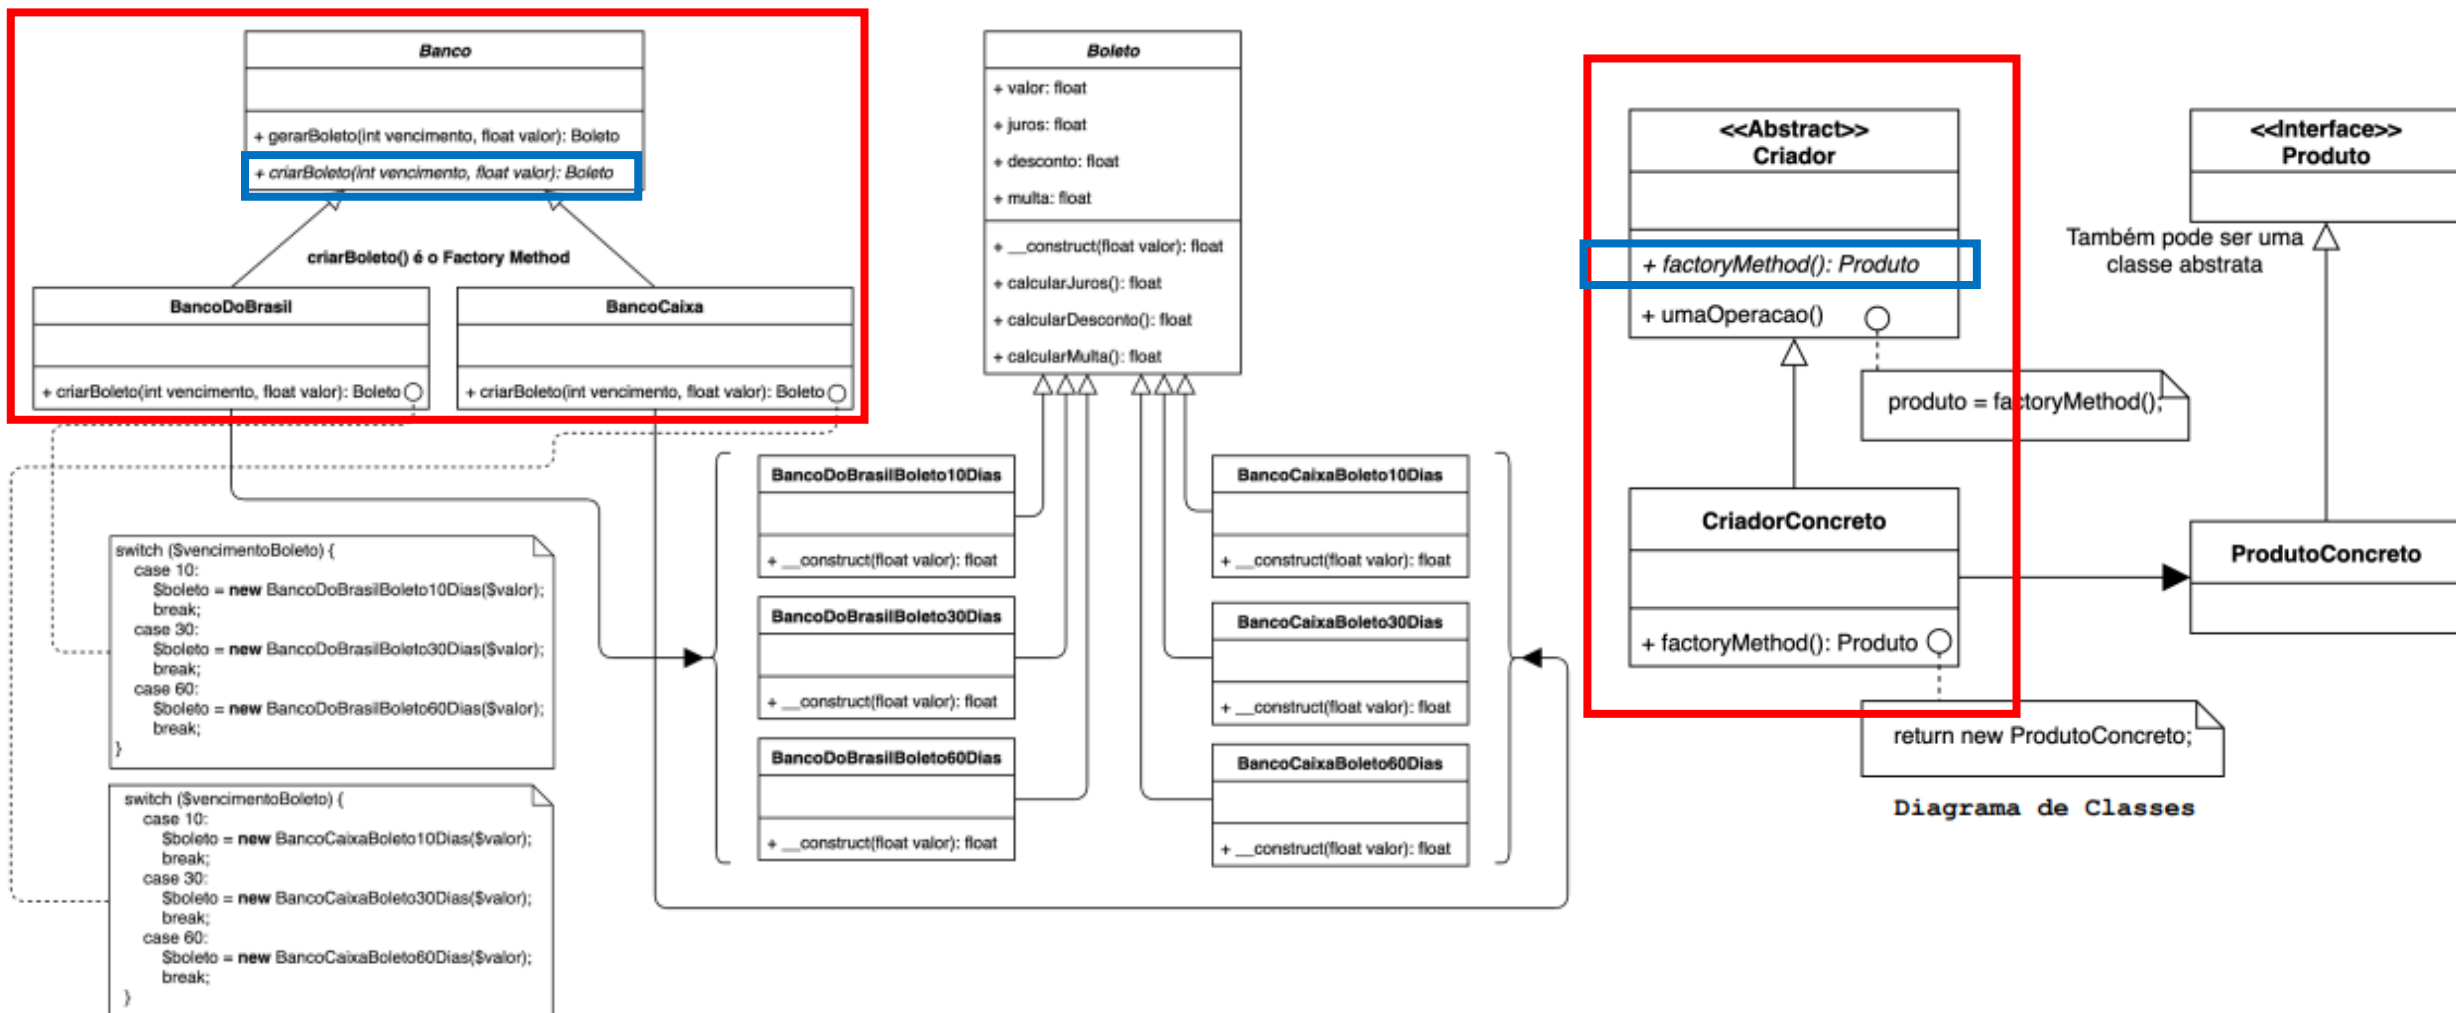 Banco
+ gerarBoleto(int vencimento, float valor): Boleto
+ criarBoleto(int vencimento, float valor): Boleto
criarBoleto() é o Factory Method
BancoDoBrasil
+ criarBoleto(int vencimento, float valor): Boleto
BancoCaixa
+ criarBoleto(int vencimento, float valor): Boleto
switch ($vencimentoBoleto) {
case 10:
$boleto = new BancoDoBrasilBoleto10Dias($valor);
break;
case 30:
$boleto = new BancoDoBrasilBoleto30Dias($valor);
break;
case 60:
$boleto = new BancoDoBrasilBoleto60Dias($valor);
break;
}
switch ($vencimentoBoleto) {
case 10:
$boleto = new BancoCaixaBoleto10Dias($valor);
break;
case 30:
$boleto = new BancoCaixaBoleto30Dias($valor);
break;
case 60:
$boleto = new BancoCaixaBoleto60Dias($valor);
break;
}
Boleto
+ valor: float
+ juros: float
+ desconto: float
+ multa: float
+ __construct(float valor): float
+ calcularJuros(): float
+ calcularDesconto(): float
+ calcularMulta(): float
BancoDoBrasilBoleto10Dias
+ __construct(float valor): float
BancoDoBrasilBoleto30Dias
+ __construct(float valor): float
BancoDoBrasilBoleto60Dias
+ __construct(float valor): float
BancoCaixaBoleto10Dias
+ __construct(float valor): float
BancoCaixaBoleto30Dias
+ __construct(float valor): float
BancoCaixaBoleto60Dias
+ __construct(float valor): float
<<Abstract>>
Criador
+ factoryMethod(): Produto
+ umaOperacao()
produto = factoryMethod();
CriadorConcreto
+ factoryMethod(): Produto
return new ProdutoConcreto;
<<Interface>>
Produto
Também pode ser uma
classe abstrata
ProdutoConcreto
Diagrama de Classes